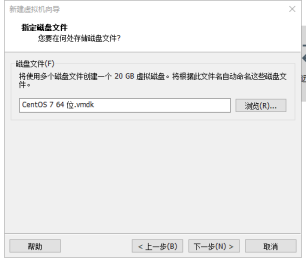 新建虚拟机向导
指定磁盘文件
您要在何处存储磁盘文件?
磁盘文件(F)
将使用多个磁盘文件创建一个 20 GB 虚拟磁盘。将根据此文件名自动命名这些磁盘文
件。
CentOS 7 64 位.vmdk
浏览(R)...
帮助
< 上一步(B)
下一步(N) >
取消